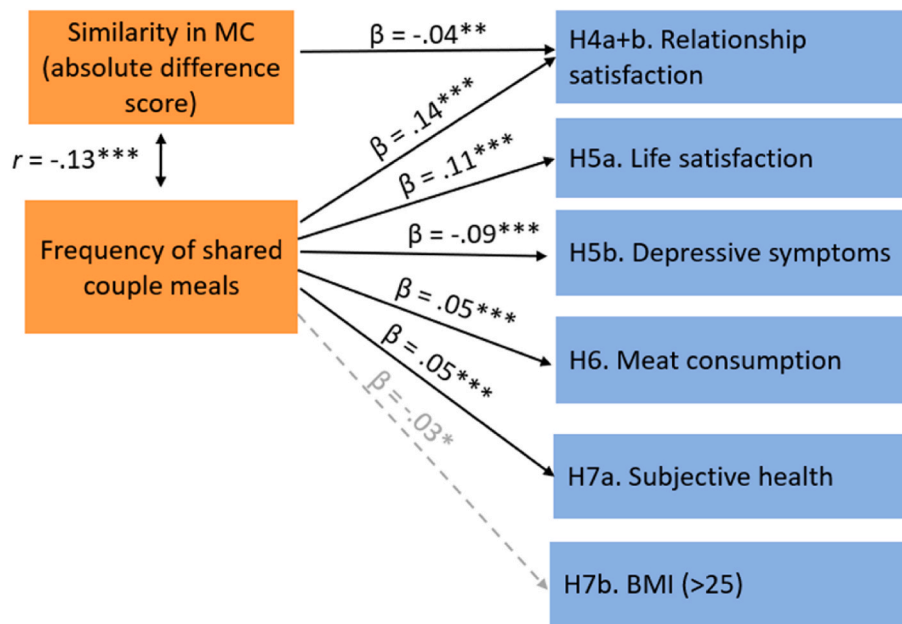 Similarity in MC
(absolute difference
score)
β = -.04**
H4a+b. Relationship
satisfaction
r = -.13***
β = .14***
β = .11***
H5a. Life satisfaction
Frequency of shared
couple meals
β = -.09***
H5b. Depressive symptoms
β = .05***
H6. Meat consumption
β = .05***
β = -.03*
H7a. Subjective health
H7b. BMI (>25)